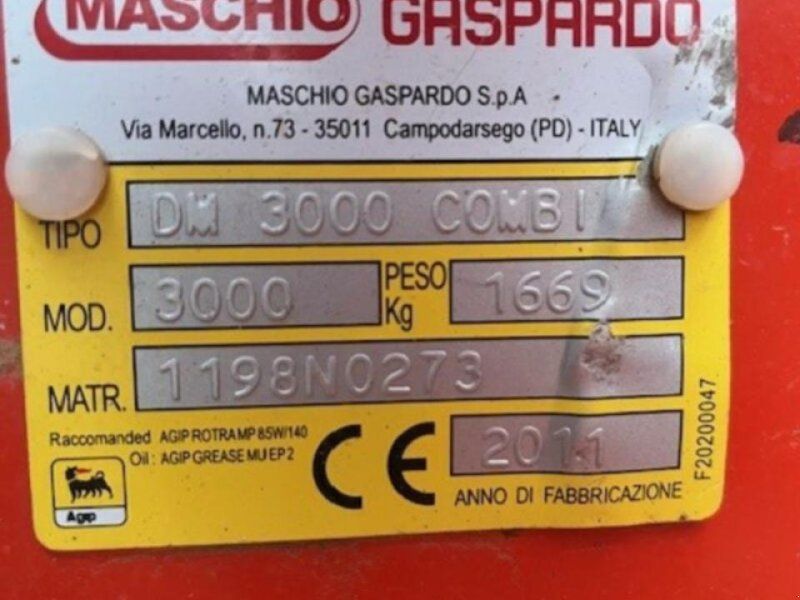 MASCHIO GASPARDO
MASCHIO GASPARDO S.p.A
Via Marcello, n.73 - 35011 Campodarsego (PD) - ITALY
TIPO DM 3000 COMBI
MOD. 3000 PESO Kg 1669
MATR. 1198N0273
Raccomanded AGIP ROTRA MP 85W/140
Oil : AGIP GREASE MU EP 2
Agip
CE
2011
ANNO DI FABBRICAZIONE
F20200047